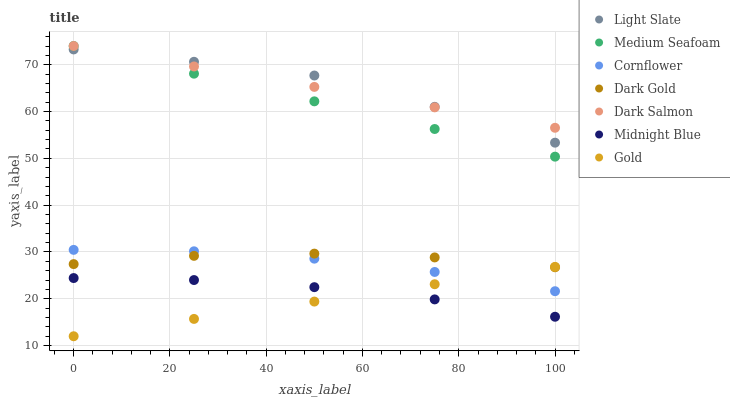 title
Light Slate
Medium Seafoam
Cornflower
Dark Gold
Dark Salmon
Midnight Blue
Gold
yaxis_label
70
60
50
40
30
20
10
0 20 40 60 80 100
xaxis_label